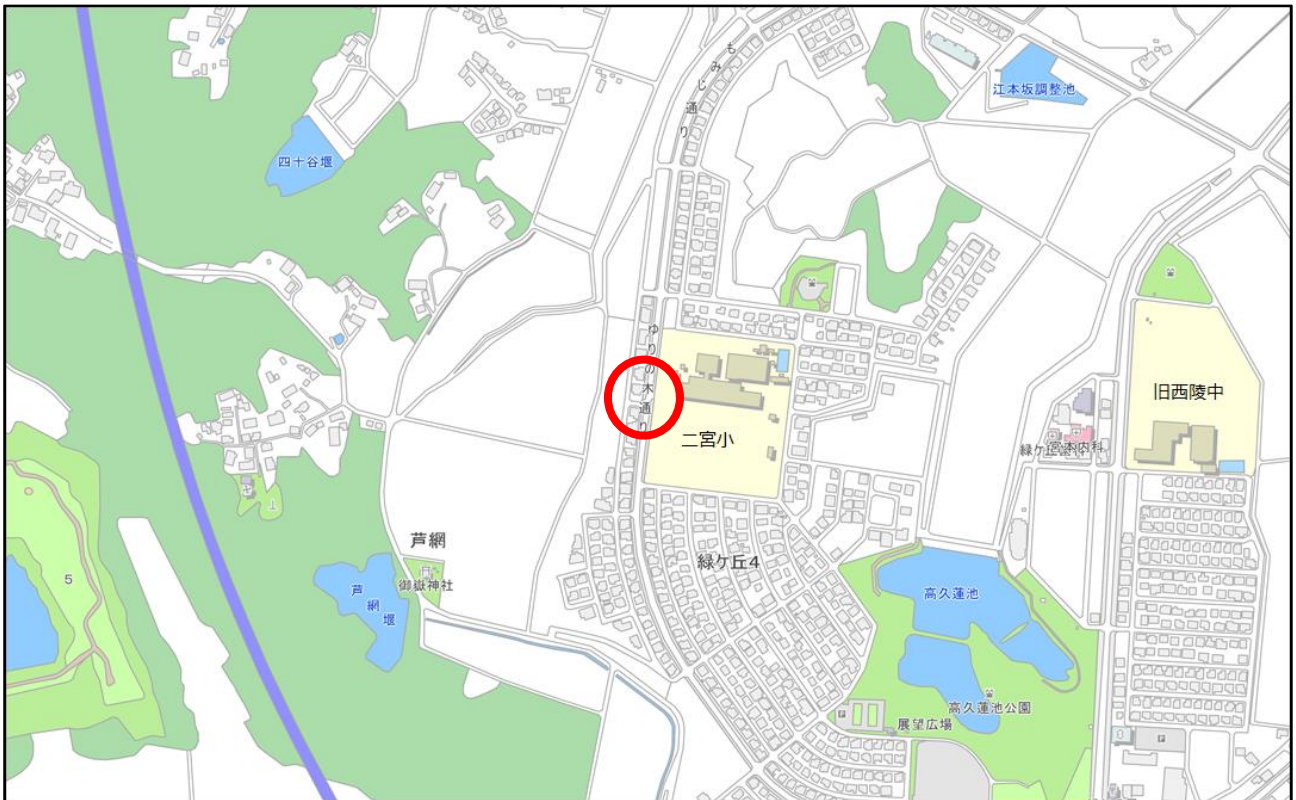 もみじ通り
江本坂調整池
四十谷堰
ゆりの木通り
旧西陵中
二宮小
宮本内科
芦網
御嶽神社
5
芦網堰
緑ケ丘4
高久蓮池
高久蓮池公園
P
展望広場
P